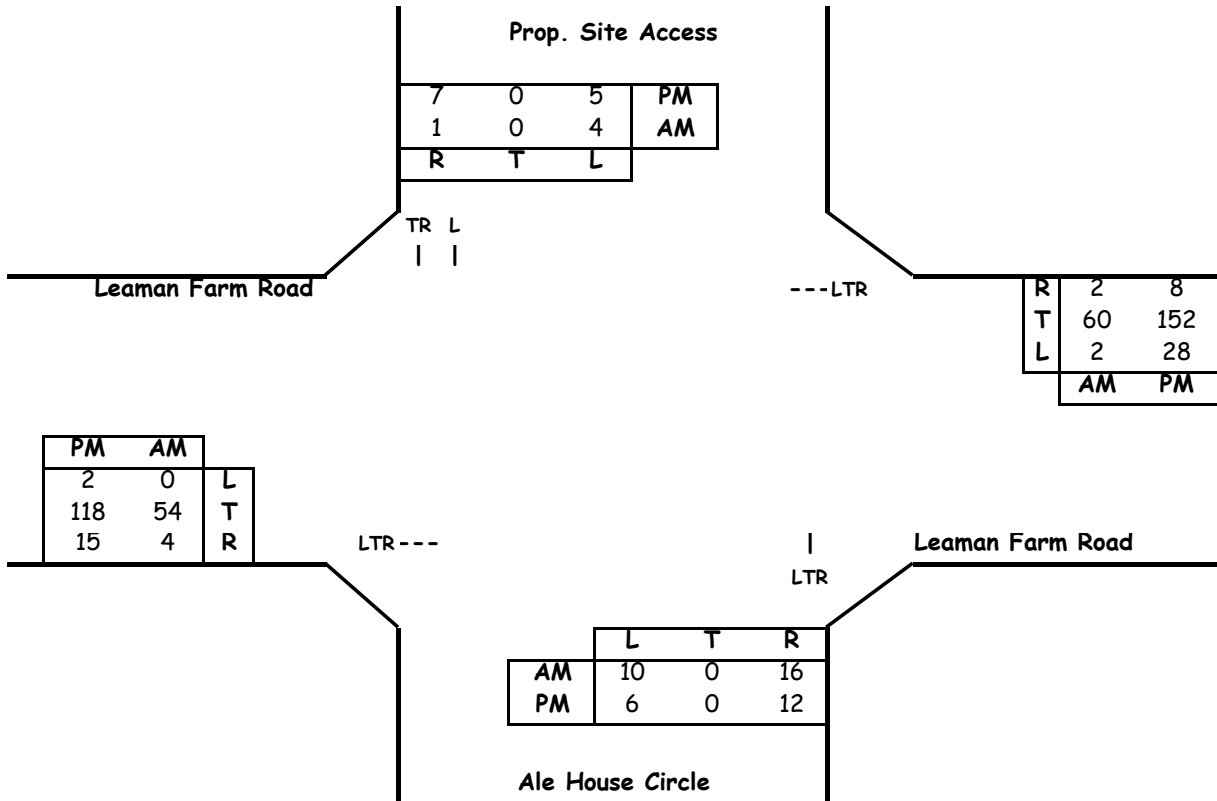 Prop. Site Access
7 0 5 PM
1 0 4 AM
R T L
TR L
| |
Leaman Farm Road
---LTR
R 2 8
T 60 152
L 2 28
AM PM
PM AM
2 0 L
118 54 T
15 4 R
LTR---
|
LTR
Leaman Farm Road
L T R
AM 10 0 16
PM 6 0 12
Ale House Circle